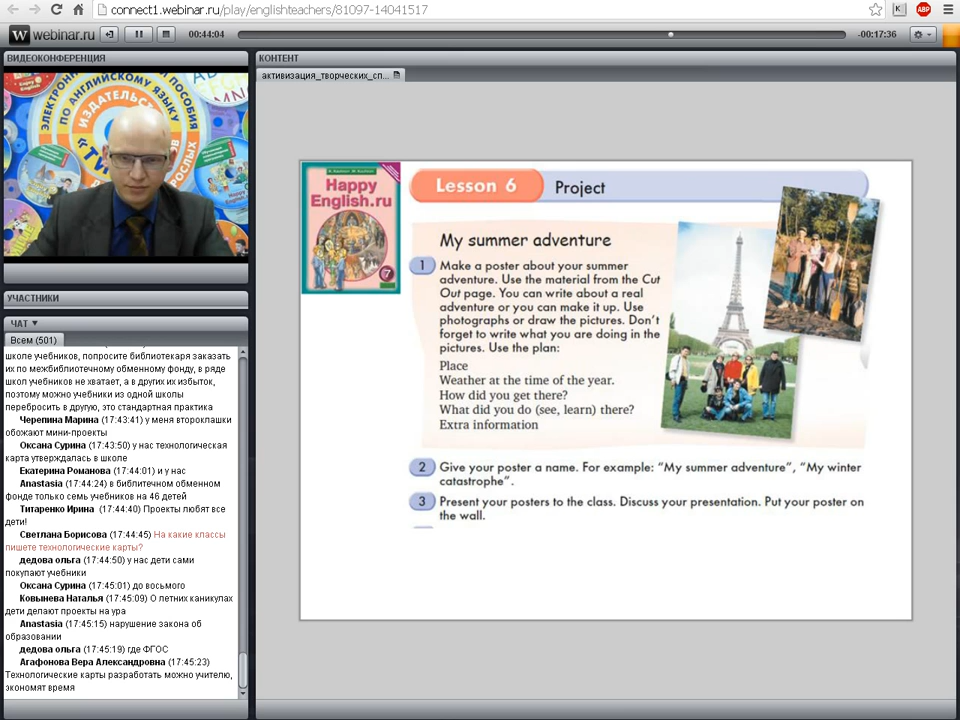 connect1.webinar.ru/play/englishteachers/81097-14041517
K
ABP
W webinar.ru
00:44:04
-00:17:36
ВИДЕОКОНФЕРЕНЦИЯ
ЭЛЕКТРОННЫЕ
ПОСОБИЯ
ПО АНГЛИЙСКОМУ ЯЗЫКУ
ИЗДАТЕЛЬС
"ТИ
УЧАСТНИКИ
ЧАТ
Всем (501)
школе учебников, попросите библиотекаря заказать
их по межбиблиотечному обменному фонду, в ряде
школ учебников не хватает, а в других их избыток,
поэтому можно учебники из одной школы
перебросить в другую, это стандартная практика
Черепина Марина (17:43:41) у меня второклашки
обожают мини-проекты
Оксана Сурина (17:43:50) у нас технологическая
карта утверждалась в школе
Екатерина Романова (17:44:01) и у нас
Anastasia (17:44:24) в библитечном обменном
фонде только семь учебников на 46 детей
Титаренко Ирина (17:44:40) Проекты любят все
дети!
Светлана Борисова (17:44:45) На какие классы
пишете технологические карты?
дедова ольга (17:44:50) у нас дети сами
покупают учебники
Оксана Сурина (17:45:01) до восьмого
Ковынева Наталья (17:45:09) О летних каникулах
дети делают проекты на ура
Anastasia (17:45:15) нарушение закона об
образовании
дедова ольга (17:45:19) где ФГОС
Агафонова Вера Александровна (17:45:23)
Технологические карты разработать можно учителю,
экономят время
КОНТЕНТ
активизация_творческих_сп...
Happy
English.ru
7
Lesson 6
Project
My summer adventure
1 Make a poster about your summer
adventure. Use the material from the Cut
Out page. You can write about a real
adventure or you can make it up. Use
photographs or draw the pictures. Don't
forget to write what you are doing in the
pictures. Use the plan:
Place
Weather at the time of the year.
How did you get there?
What did you do (see, learn) there?
Extra information
2 Give your poster a name. For example: "My summer adventure", "My winter
catastrophe".
3 Present your posters to the class. Discuss your presentation. Put your poster on
the wall.